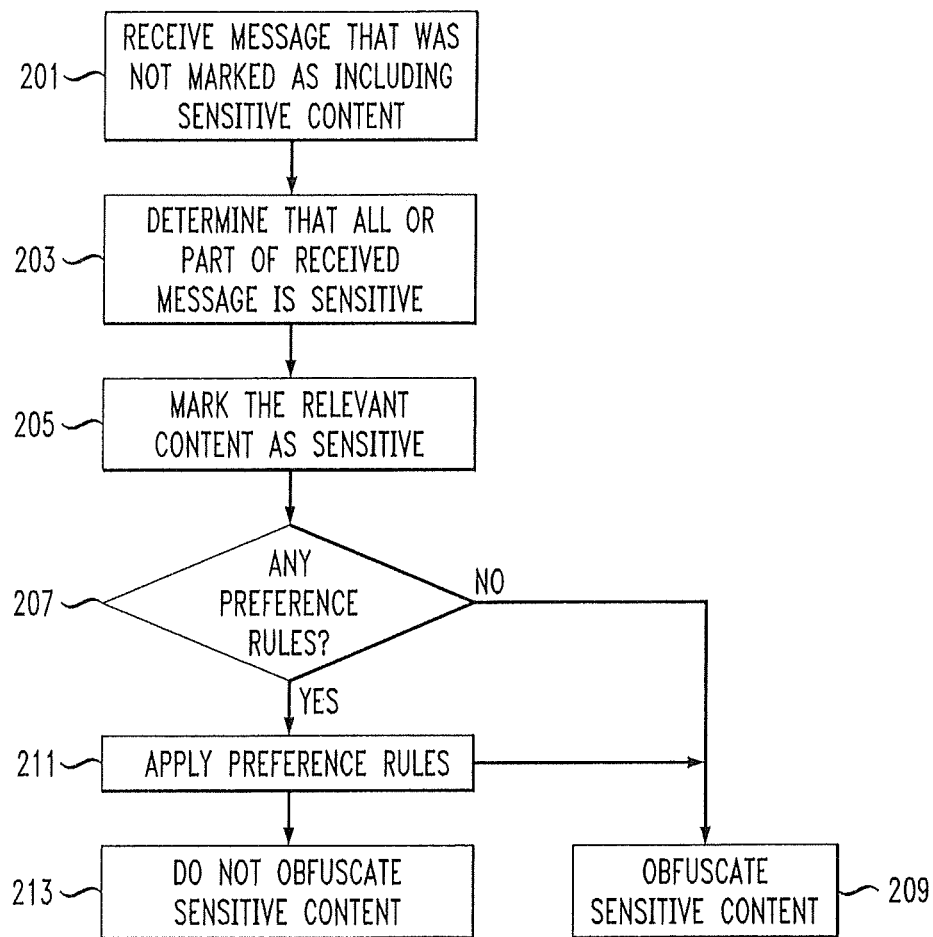 RECEIVE MESSAGE THAT WAS
NOT MARKED AS INCLUDING
SENSITIVE CONTENT
201
DETERMINE THAT ALL OR
PART OF RECEIVED
MESSAGE IS SENSITIVE
203
MARK THE RELEVANT
CONTENT AS SENSITIVE
205
ANY
PREFERENCE
RULES?
207
NO
YES
211
APPLY PREFERENCE RULES
DO NOT OBFUSCATE
SENSITIVE CONTENT
213
OBFUSCATE
SENSITIVE CONTENT
209